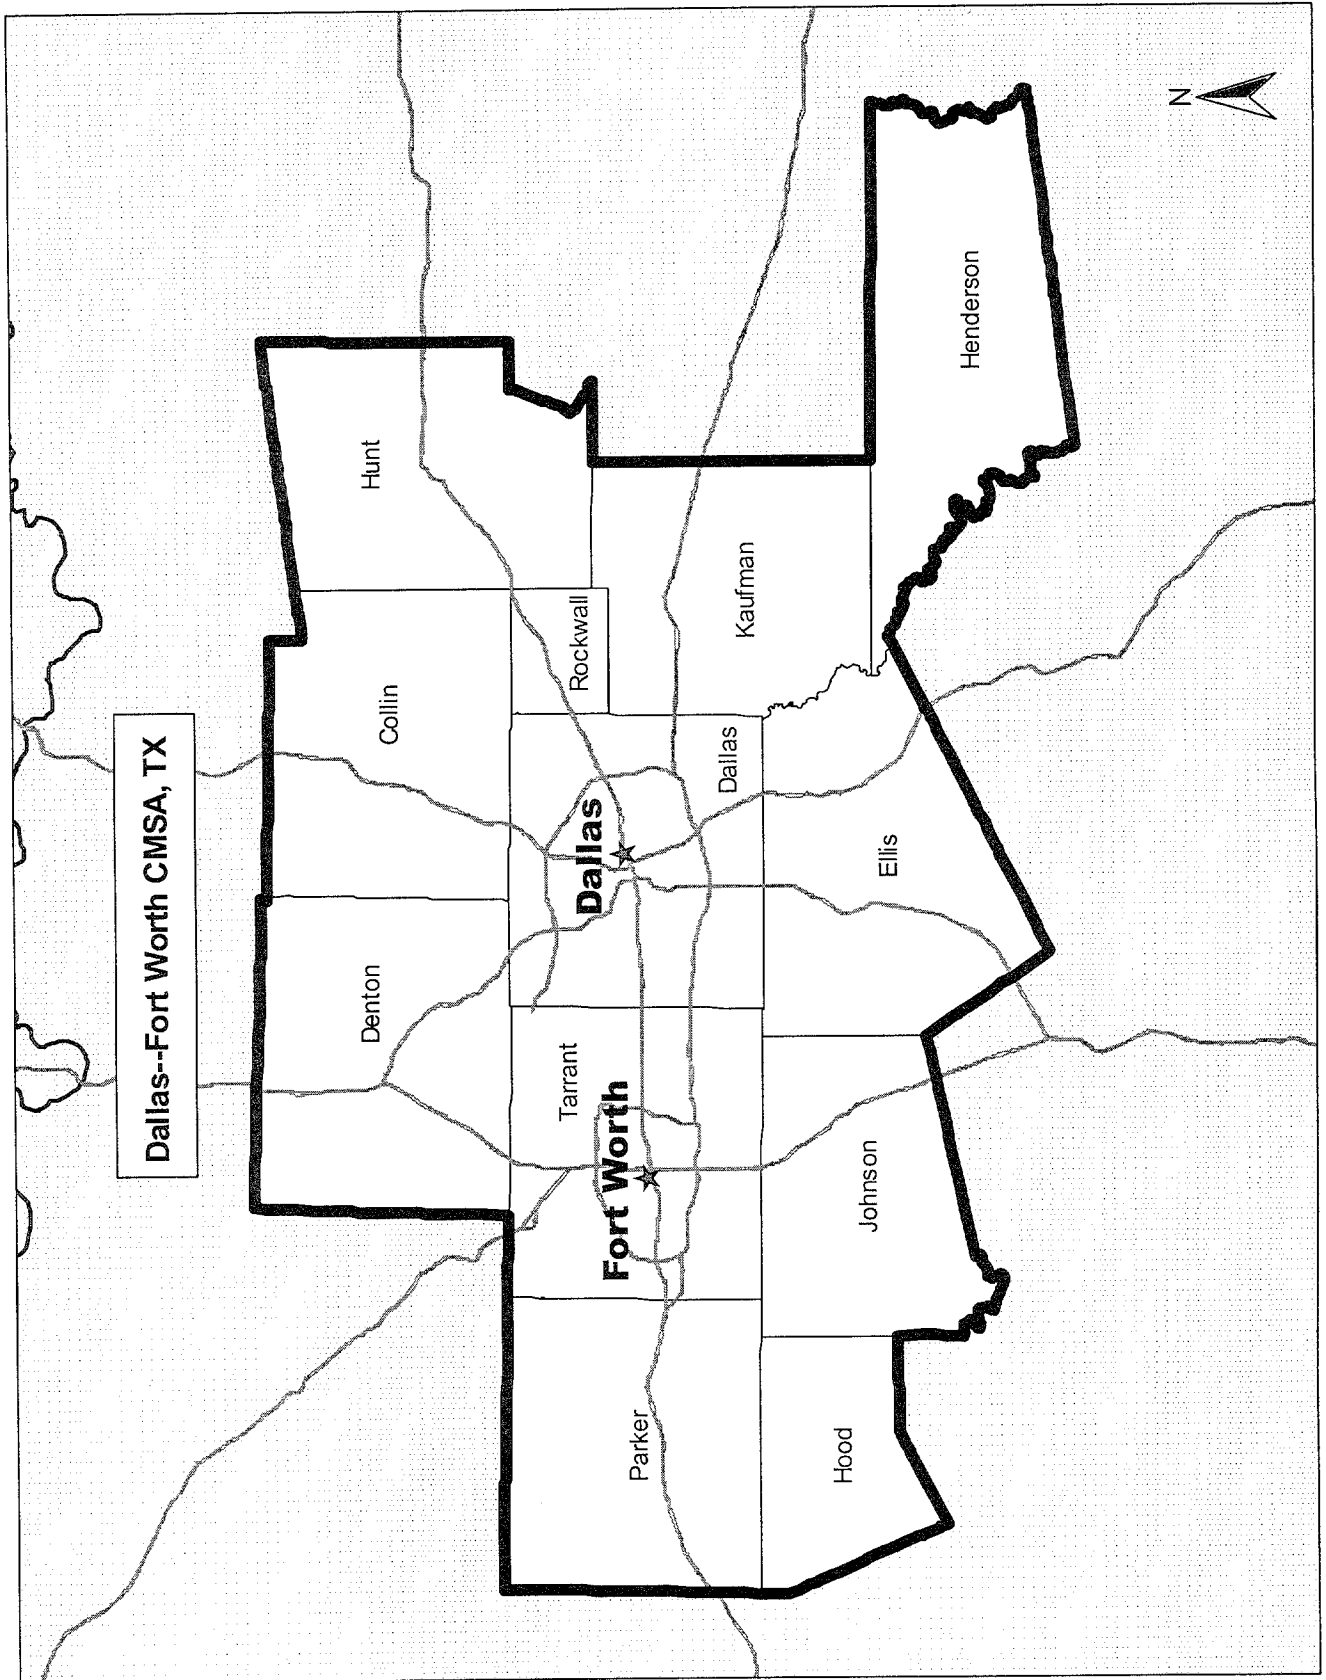 Dallas--Fort Worth CMSA, TX
N
Denton
Collin
Hunt
Parker
Tarrant
Fort Worth
Dallas
Dallas
Rockwall
Kaufman
Hood
Johnson
Ellis
Henderson